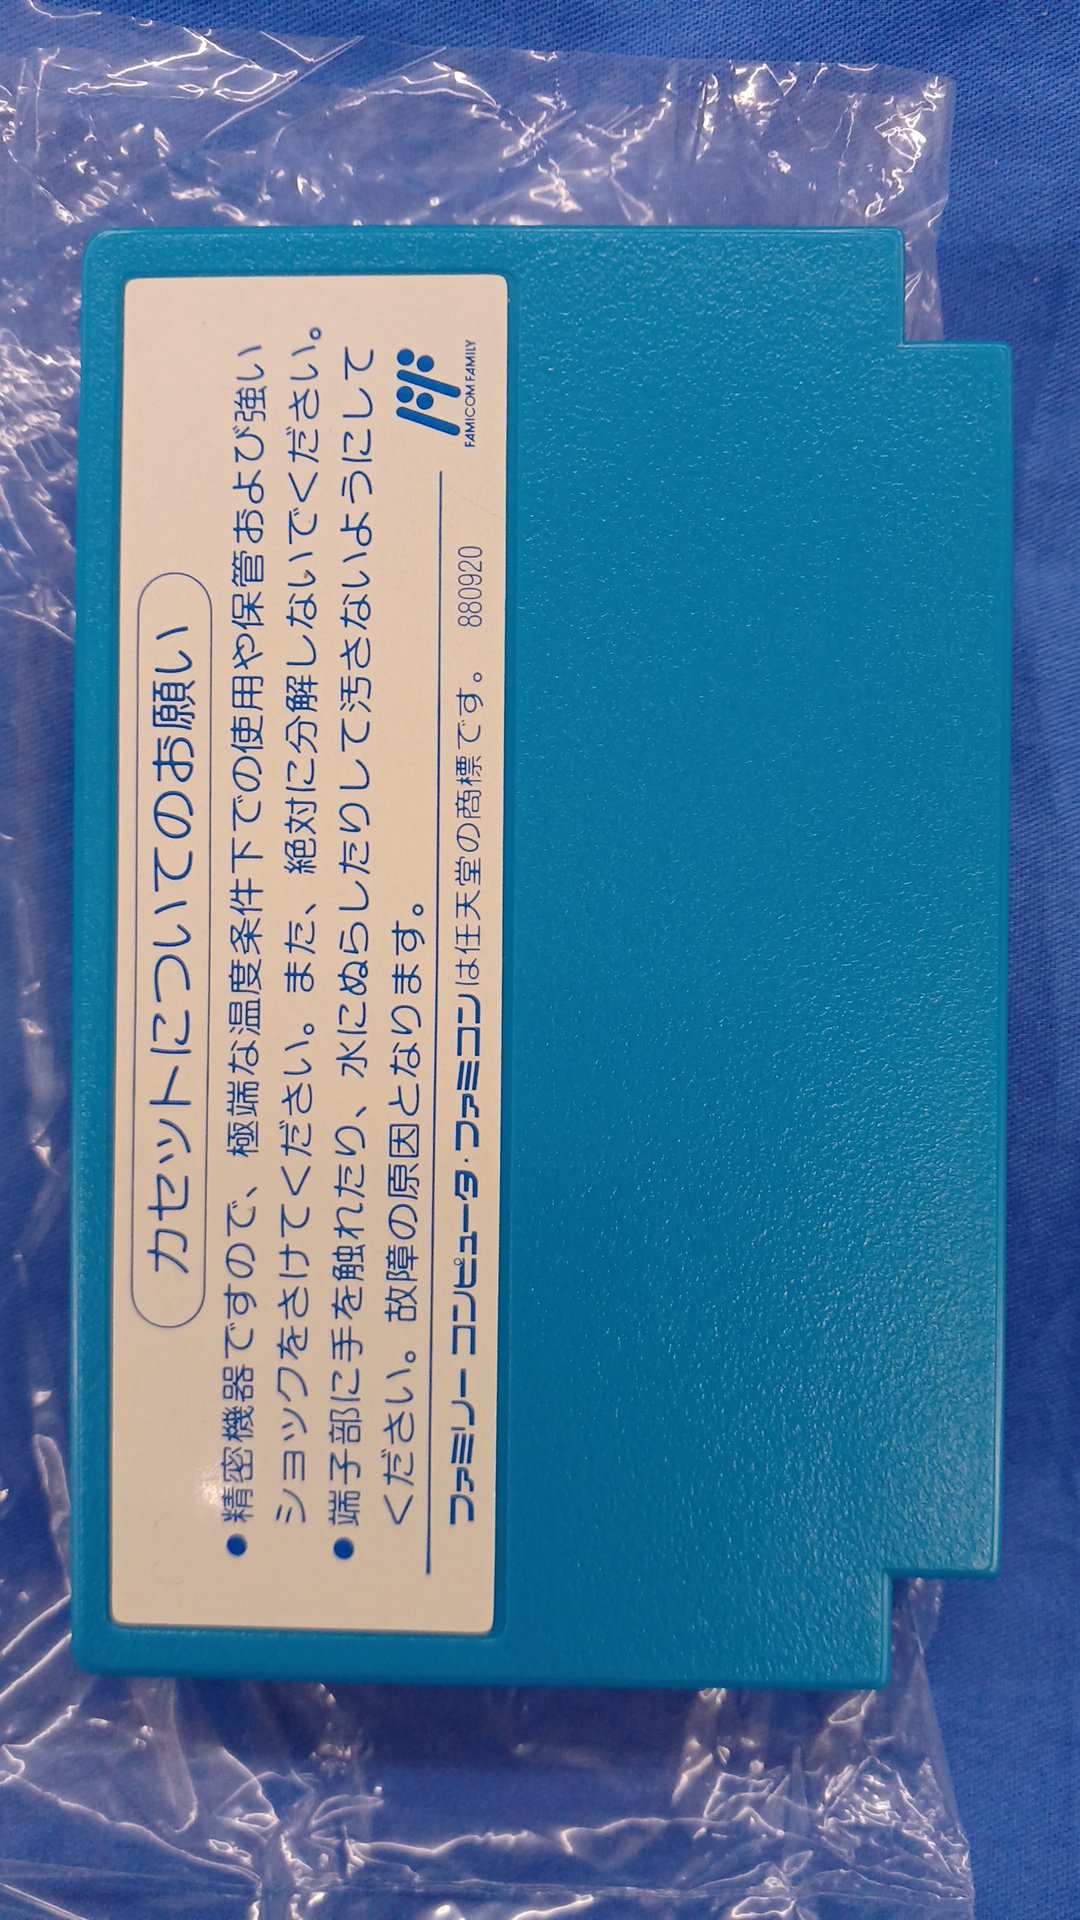 カセットについてのお願い
●精密機器ですので、極端な温度条件下での使用や保管および強い
ショックをさけてください。また、絶対に分解しないでください。
●端子部に手を触れたり、水にぬらしたりして汚さないようにして
ください。故障の原因となります。
FAMICOM FAMILY
ファミリーコンピュータ・ファミコンは任天堂の商標です。 880920